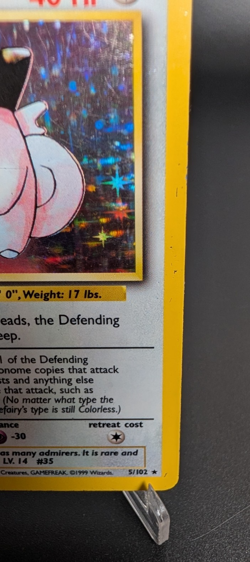 40 HP
' 0", Weight: 17 lbs.
eads, the Defending
eep.
1 of the Defending
onome copies that attack
sts and anything else
that attack, such as
(No matter what type the
efairy's type is still Colorless.)
ance
retreat cost
-30
as many admirers. It is rare and
LV. 14 #35
Creatures, GAMEFREAK. ©1999 Wizards. 5/102 ★